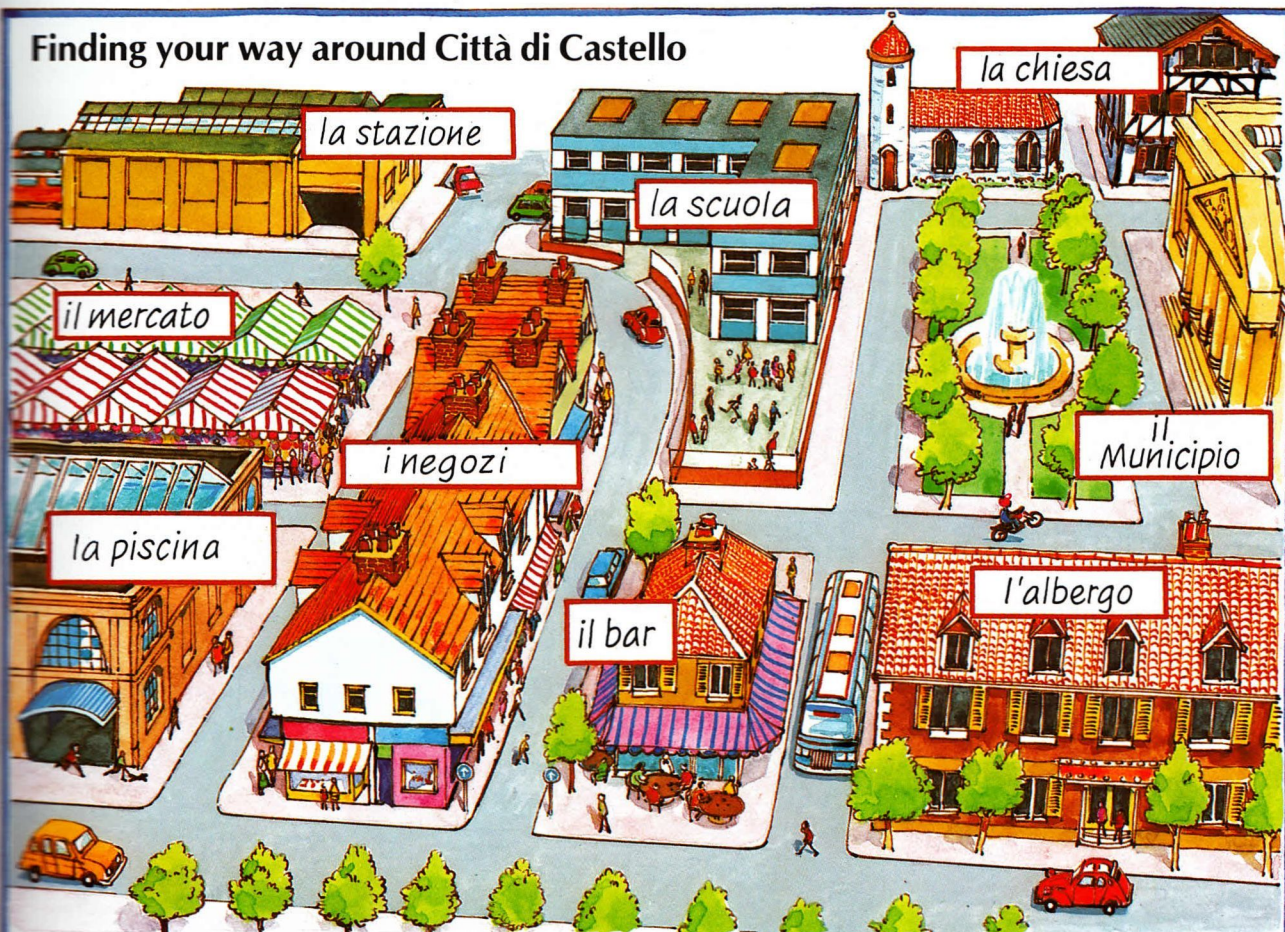 Finding your way around Città di Castello
la chiesa
la stazione
la scuola
il mercato
i negozi
il
Municipio
la piscina
l'albergo
il bar